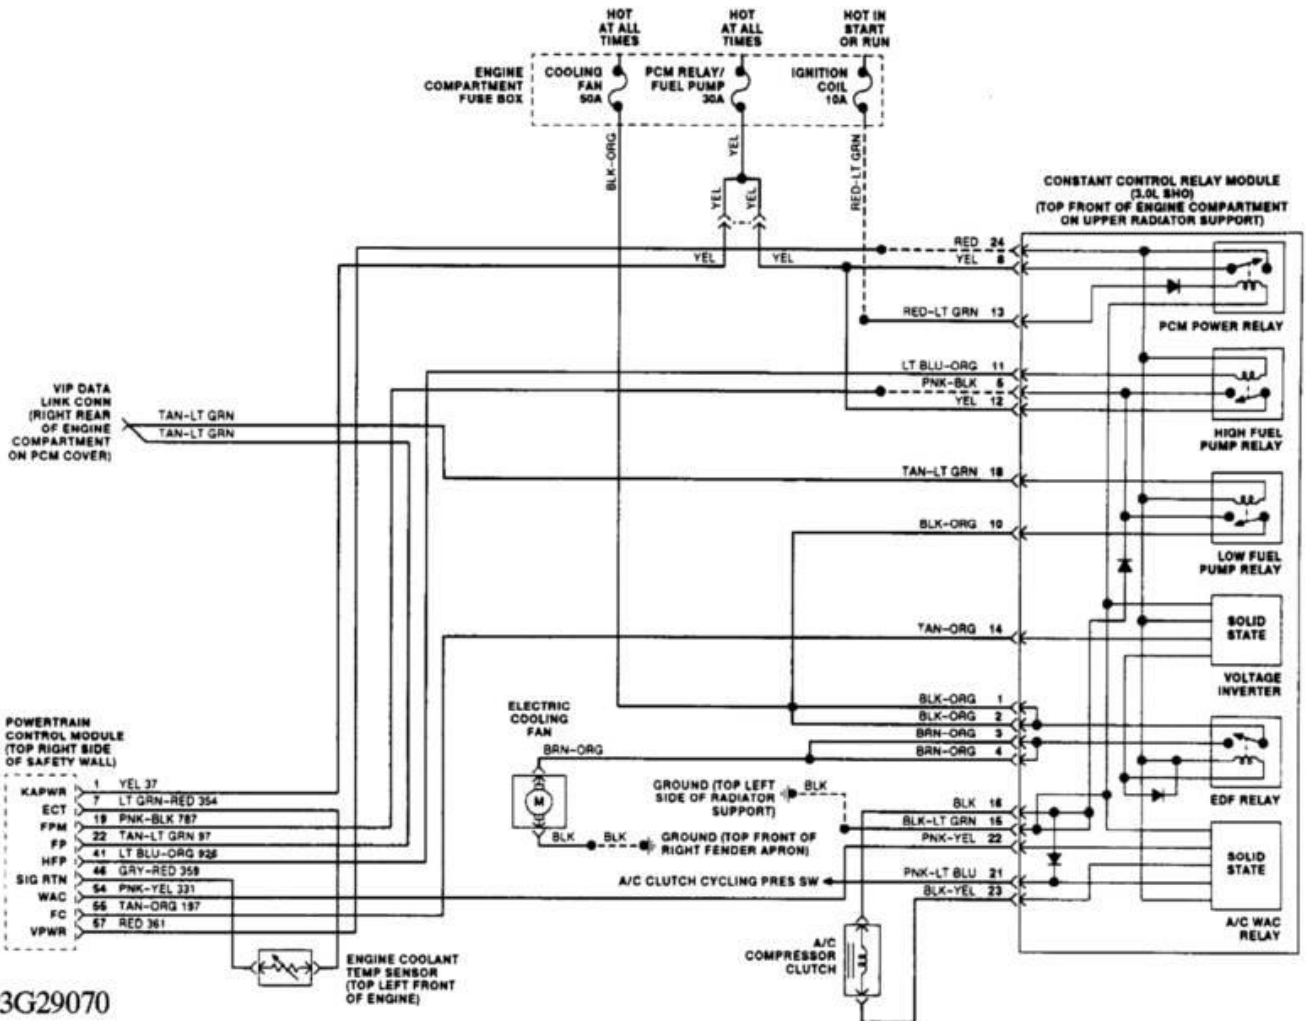 HOT
AT ALL
TIMES
HOT
AT ALL
TIMES
HOT IN
START
OR RUN
ENGINE
COMPARTMENT
FUSE BOX
COOLING
FAN
50A
PCM RELAY/
FUEL PUMP
30A
IGNITION
COIL
10A
BLK-ORG
YEL
RED-LT GRN
YEL
YEL
CONSTANT CONTROL RELAY MODULE
(3.0L SHO)
(TOP FRONT OF ENGINE COMPARTMENT
ON UPPER RADIATOR SUPPORT)
YEL
YEL
RED 24
YEL 8
RED-LT GRN 13
PCM POWER RELAY
LT BLU-ORG 11
PNK-BLK 5
YEL 12
HIGH FUEL
PUMP RELAY
VIP DATA
LINK CONN
(RIGHT REAR
OF ENGINE
COMPARTMENT
ON PCM COVER)
TAN-LT GRN
TAN-LT GRN
TAN-LT GRN 18
BLK-ORG 10
LOW FUEL
PUMP RELAY
TAN-ORG 14
SOLID
STATE
VOLTAGE
INVERTER
BLK-ORG 1
BLK-ORG 2
BRN-ORG 3
BRN-ORG 4
EDF RELAY
ELECTRIC
COOLING
FAN
BRN-ORG
M
BLK
BLK
GROUND (TOP FRONT OF
RIGHT FENDER APRON)
GROUND (TOP LEFT
SIDE OF RADIATOR
SUPPORT)
BLK
BLK 16
BLK-LT GRN 15
PNK-YEL 22
A/C CLUTCH CYCLING PRES SW
PNK-LT BLU 21
BLK-YEL 23
SOLID
STATE
A/C WAC
RELAY
A/C
COMPRESSOR
CLUTCH
POWERTRAIN
CONTROL MODULE
(TOP RIGHT SIDE
OF SAFETY WALL)
KAPWR 1 YEL 37
ECT 7 LT GRN-RED 354
FPM 19 PNK-BLK 787
FP 22 TAN-LT GRN 97
HFP 41 LT BLU-ORG 926
SIG RTN 46 GRY-RED 359
WAC 54 PNK-YEL 331
FC 55 TAN-ORG 197
VPWR 57 RED 361
ENGINE COOLANT
TEMP SENSOR
(TOP LEFT FRONT
OF ENGINE)
3G29070